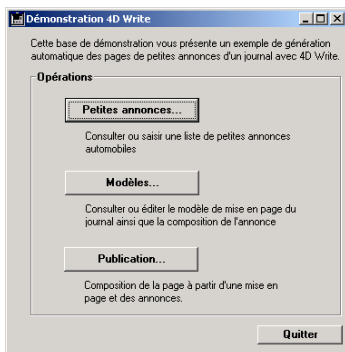 Démonstration 4D Write
Cette base de démonstration vous présente un exemple de génération
automatique des pages de petites annonces d'un journal avec 4D Write.
Opérations
Petites annonces...
Consulter ou saisir une liste de petites annonces
automobiles
Modèles...
Consulter ou éditer le modèle de mise en page du
journal ainsi que la composition de l'annonce
Publication...
Composition de la page à partir d'une mise en
page et des annonces.
Quitter